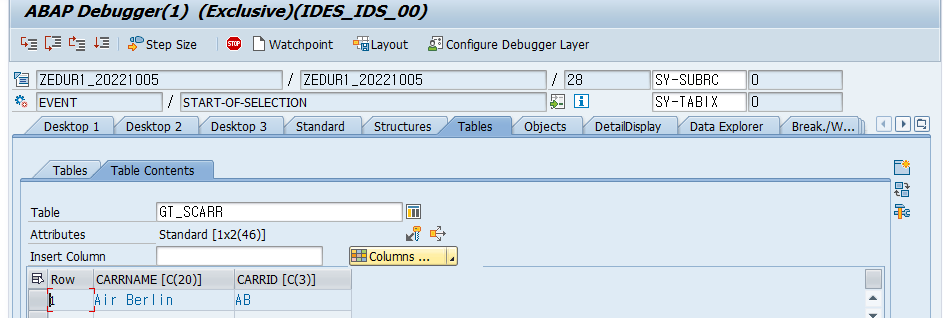 ABAP Debugger(1) (Exclusive)(IDES_IDS_00)
Step Size STOP Watchpoint Layout Configure Debugger Layer
ZEDUR1_20221005 / ZEDUR1_20221005 / 28 SY-SUBRC 0
EVENT / START-OF-SELECTION SY-TABIX 0
Desktop 1 Desktop 2 Desktop 3 Standard Structures Tables Objects DetailDisplay Data Explorer Break./W...
Tables Table Contents
Table GT_SCARR
Attributes Standard [1x2(46)]
Insert Column Columns ...
Row CARRNAME [C(20)] CARRID [C(3)]
1 Air Berlin AB